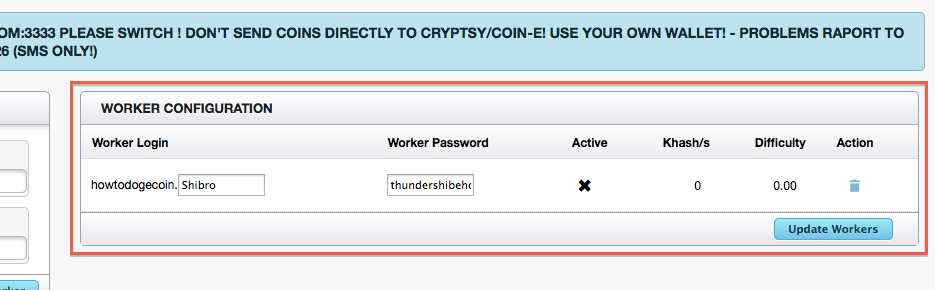 OM:3333 PLEASE SWITCH ! DON'T SEND COINS DIRECTLY TO CRYPTSY/COIN-E! USE YOUR OWN WALLET! - PROBLEMS RAPORT TO
26 (SMS ONLY!)
WORKER CONFIGURATION
Worker Login Worker Password Active Khash/s Difficulty Action
howtodogecoin. Shibro thundershibeho ✖ 0 0.00
Update Workers